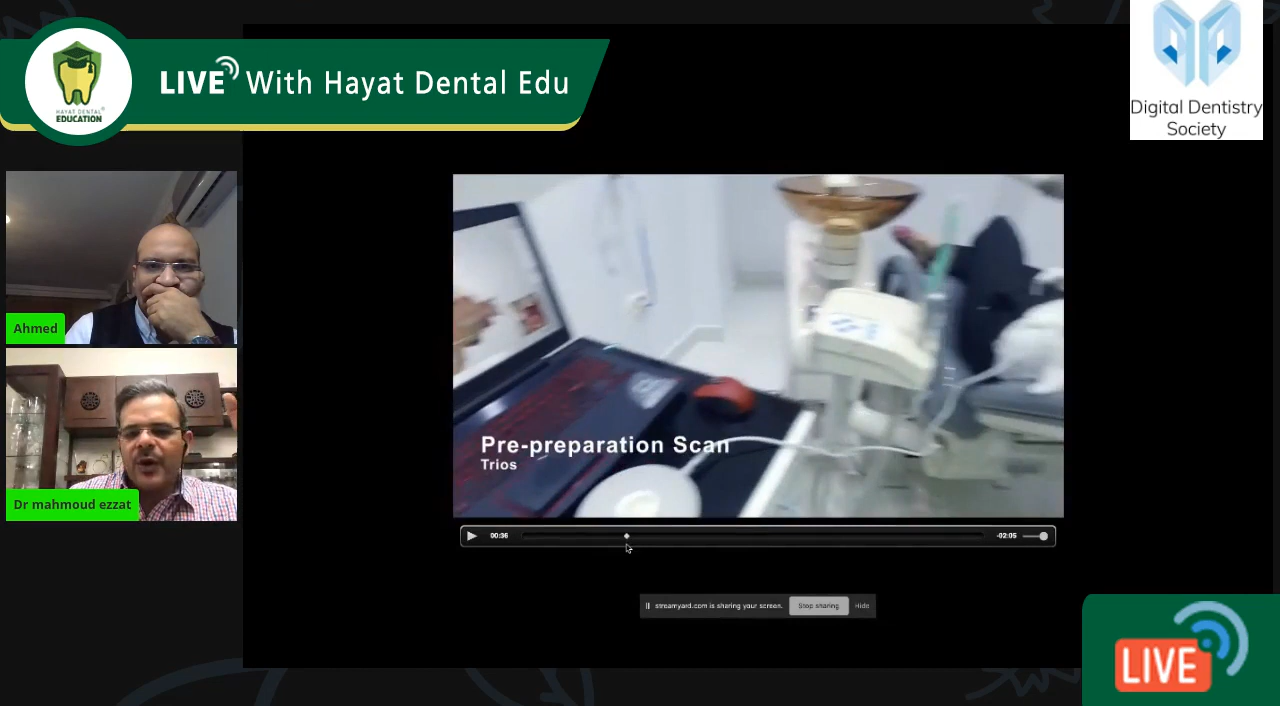 LIVE With Hayat Dental Edu
HAYAT DENTAL
EDUCATION
Digital Dentistry
Society
Ahmed
Dr mahmoud ezzat
Pre-preparation Scan
Trios
00:36
-02:05
streamyard.com is sharing your screen.
Stop sharing
Hide
LIVE